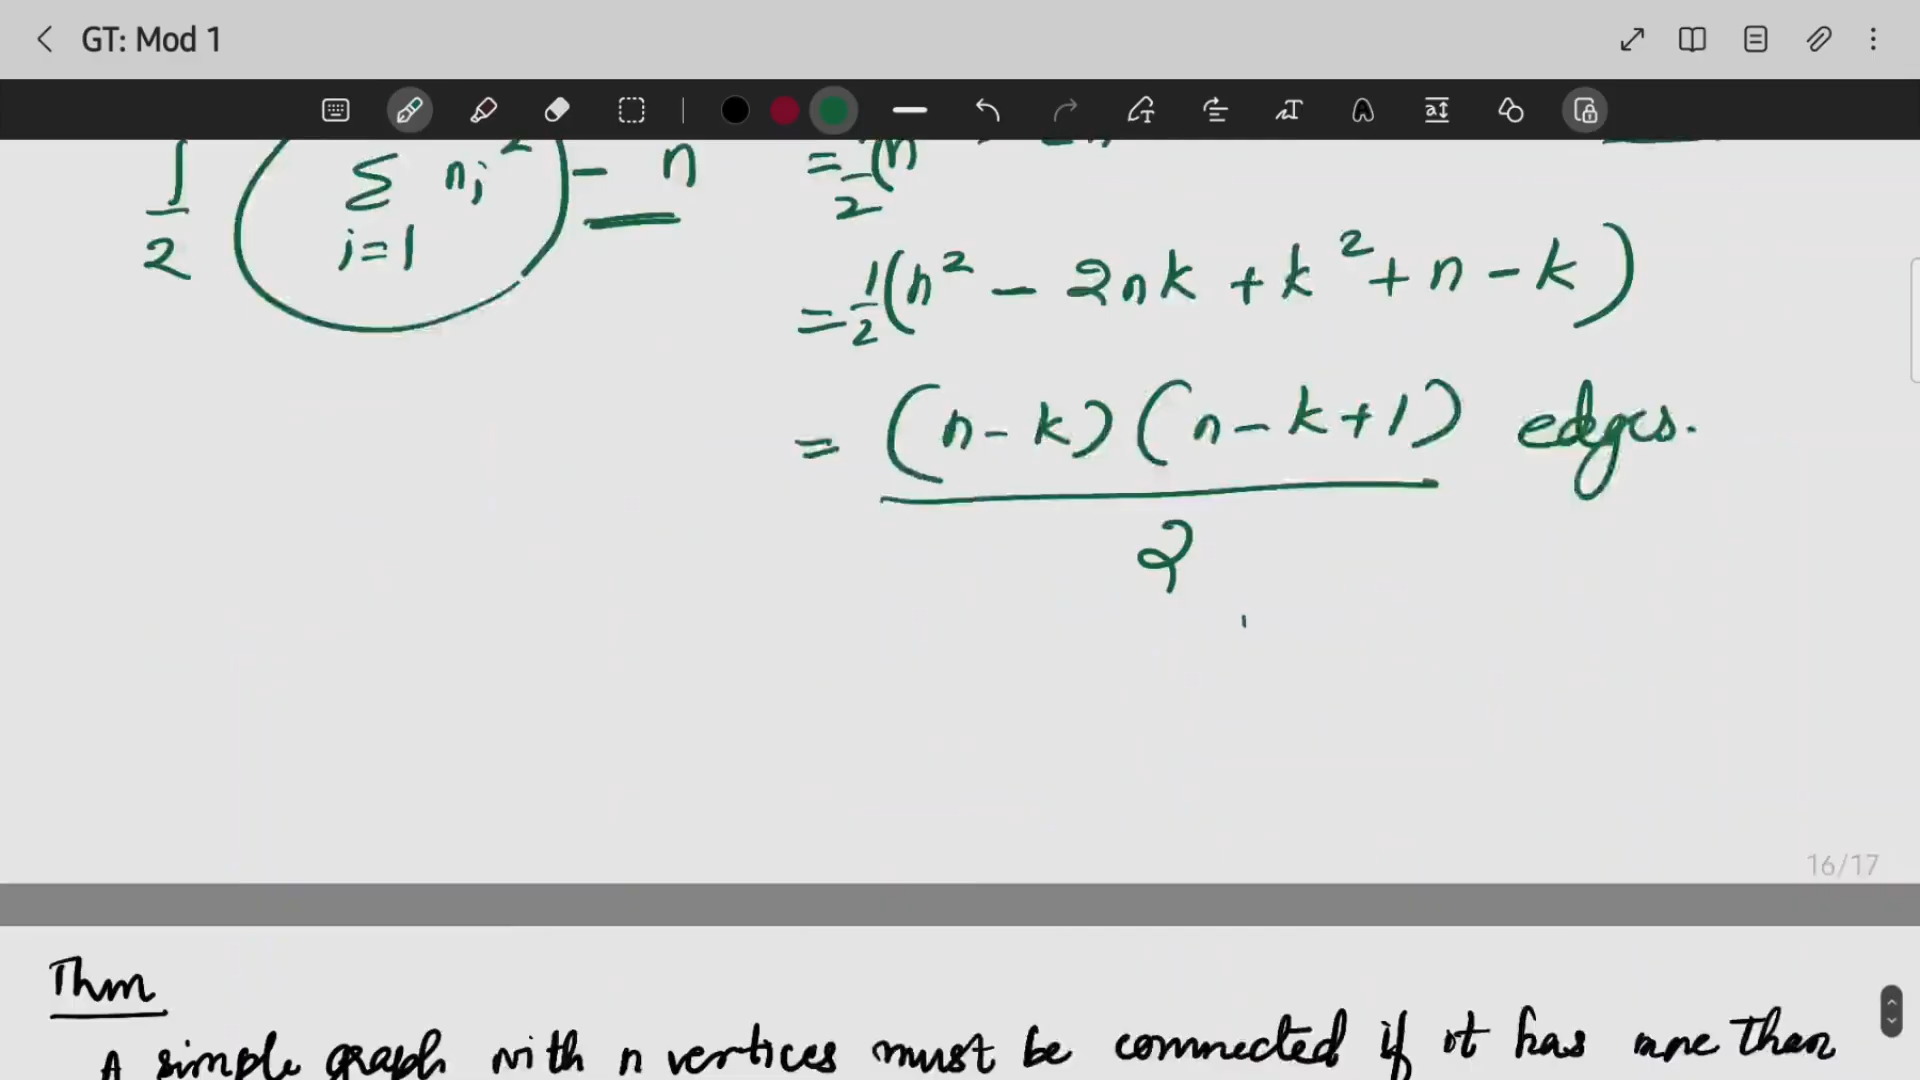 GT: Mod 1
1/2 ( Σ i=1 n_i² ) - n
= 1/2 (n
= 1/2 (n² - 2nk + k² + n - k)
= (n-k)(n-k+1) / 2 edges.
16/17
Thm
A simple graph with n vertices must be connected if it has more than